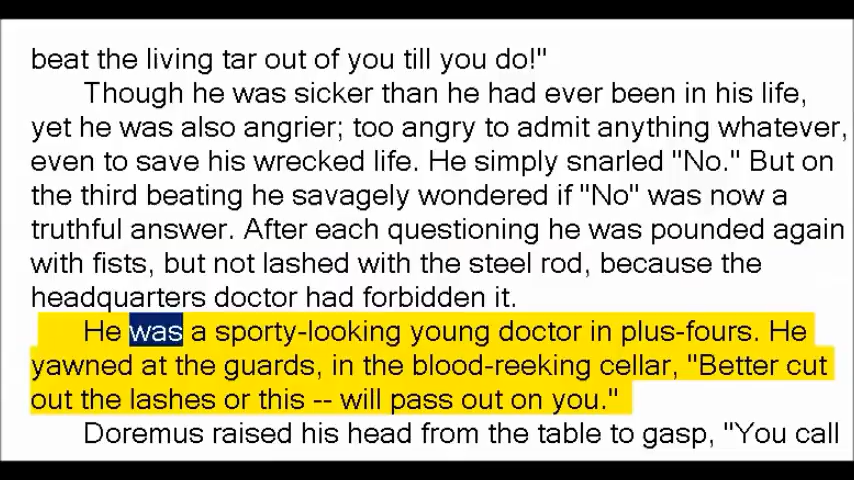 beat the living tar out of you till you do!"
Though he was sicker than he had ever been in his life,
yet he was also angrier; too angry to admit anything whatever,
even to save his wrecked life. He simply snarled "No." But on
the third beating he savagely wondered if "No" was now a
truthful answer. After each questioning he was pounded again
with fists, but not lashed with the steel rod, because the
headquarters doctor had forbidden it.
He was a sporty-looking young doctor in plus-fours. He
yawned at the guards, in the blood-reeking cellar, "Better cut
out the lashes or this -- will pass out on you."
Doremus raised his head from the table to gasp, "You call